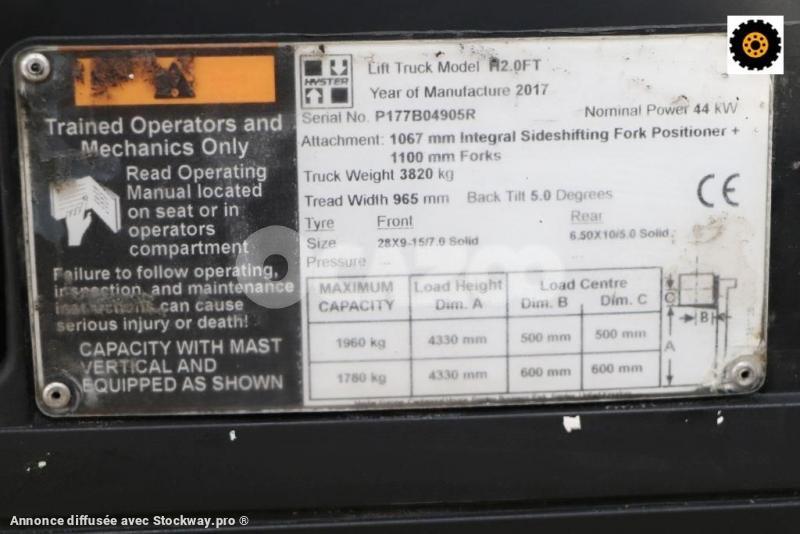 Trained Operators and
Mechanics Only
Read Operating
Manual located
on seat or in
operators
compartment
Failure to follow operating,
inspection, and maintenance
instructions can cause
serious injury or death!
CAPACITY WITH MAST
VERTICAL AND
EQUIPPED AS SHOWN
HYSTER
Lift Truck Model H2.0FT
Year of Manufacture 2017
Serial No. P177B04905R Nominal Power 44 kW
Attachment: 1067 mm Integral Sideshifting Fork Positioner +
1100 mm Forks
Truck Weight 3820 kg
Tread Width 965 mm Back Tilt 5.0 Degrees
CE
Tyre Front Rear
Size 28X9-15/7.0 Solid 6.50X10/5.0 Solid
Pressure –
MAXIMUM CAPACITY Load Height Dim. A Load Centre Dim. B Dim. C
1960 kg 4330 mm 500 mm 500 mm
1780 kg 4330 mm 600 mm 600 mm
C
B
A
Annonce diffusée avec Stockway.pro ®